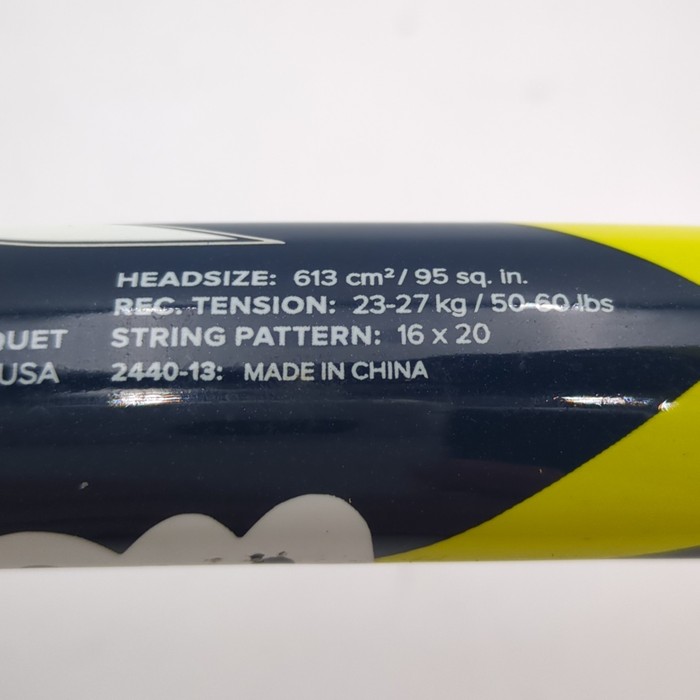 HEADSIZE: 613 cm² / 95 sq. in.
REC. TENSION: 23-27 kg / 50-60 lbs
QUET STRING PATTERN: 16 x 20
USA 2440-13: MADE IN CHINA